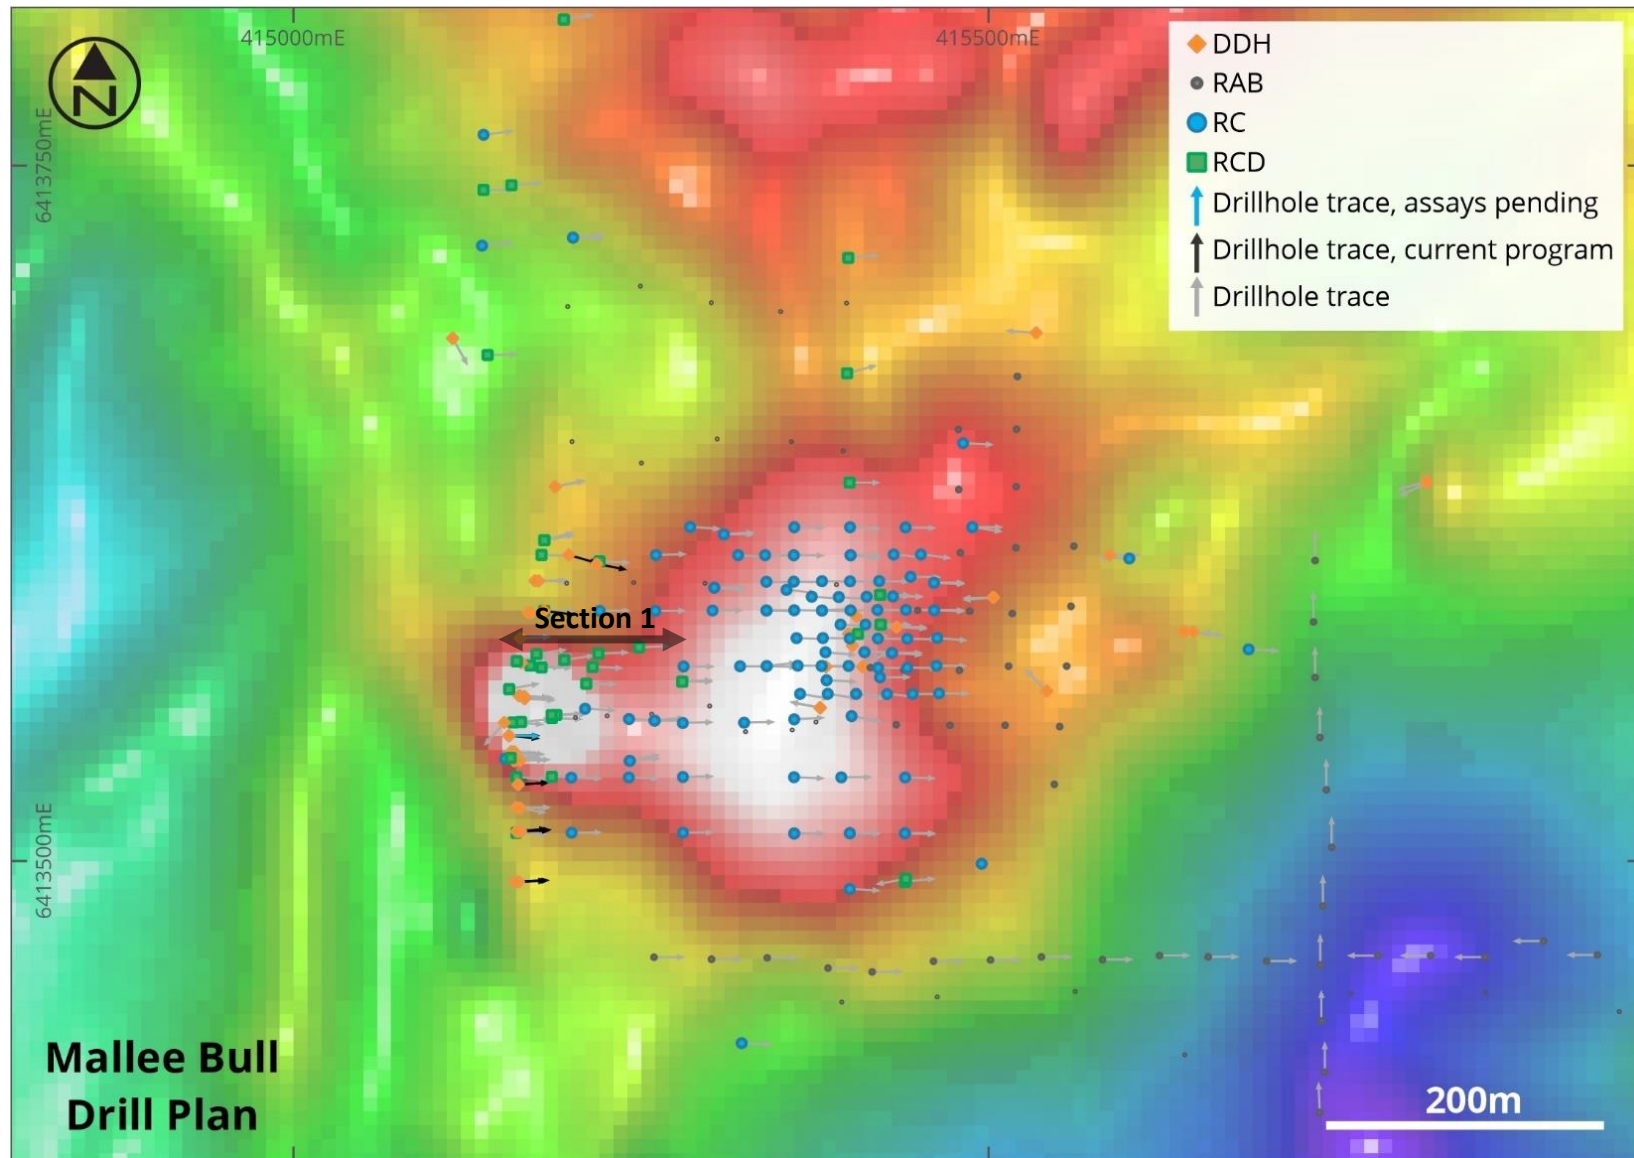 415000mE
415500mE
6413750mE
6413500mE
N
DDH
RAB
RC
RCD
Drillhole trace, assays pending
Drillhole trace, current program
Drillhole trace
Section 1
Mallee Bull
Drill Plan
200m